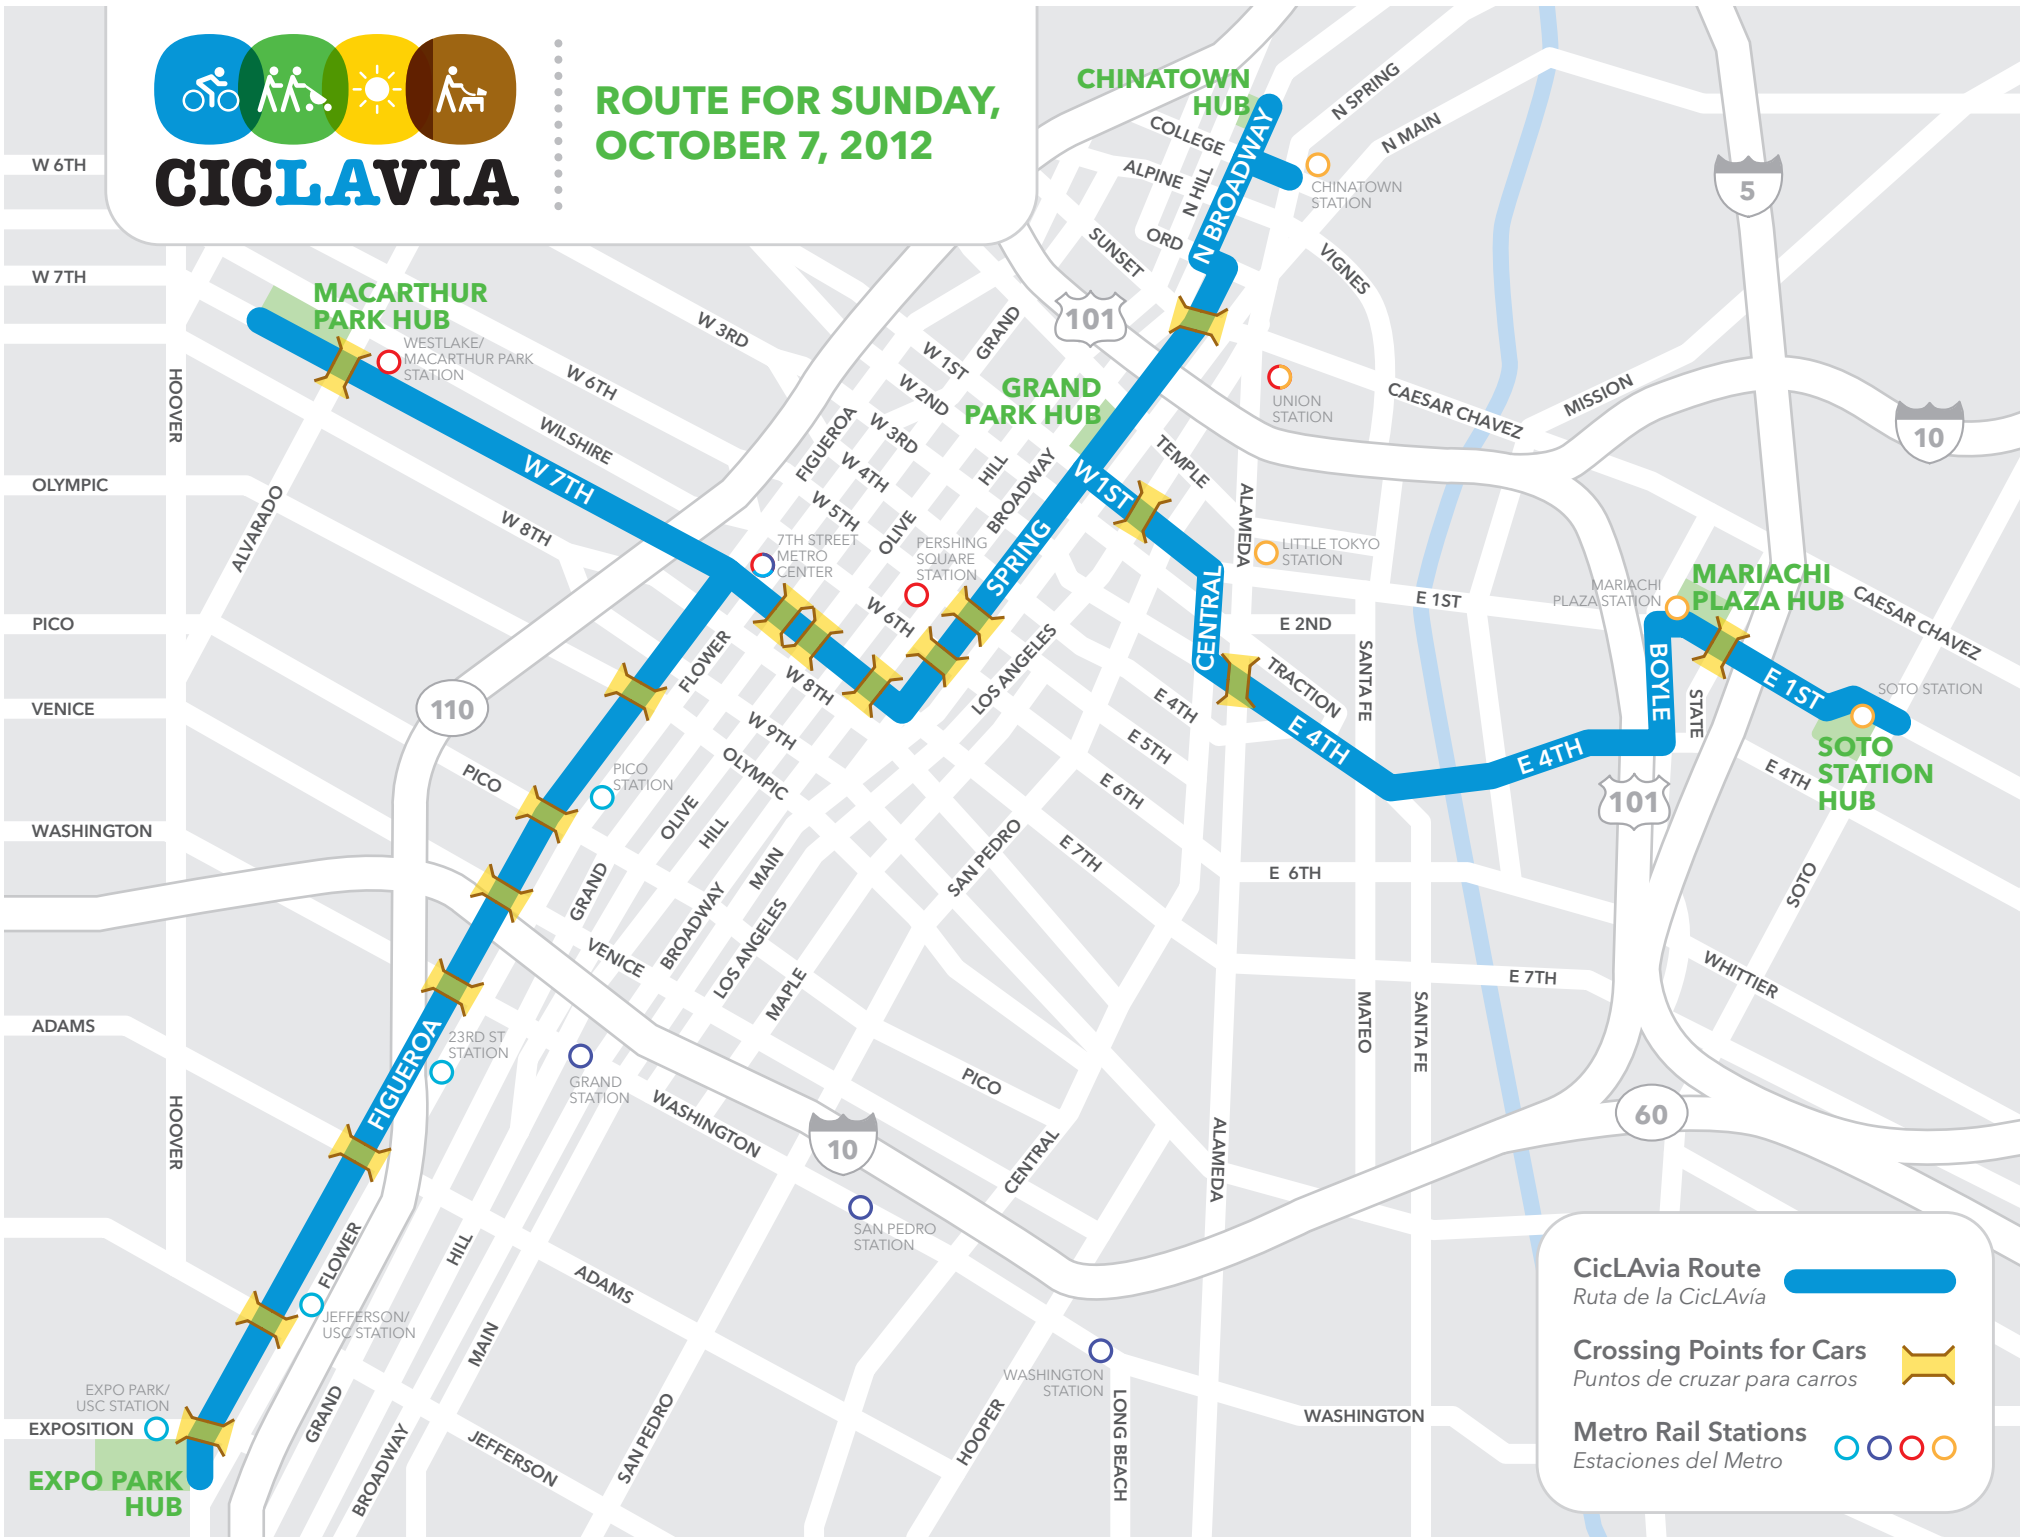 CICLAVIA
ROUTE FOR SUNDAY,
OCTOBER 7, 2012
CHINATOWN
HUB
N SPRING
N MAIN
COLLEGE
ALPINE
N HILL
N BROADWAY
CHINATOWN
STATION
5
W 6TH
ORD
SUNSET
VIGNES
W 7TH
MACARTHUR
PARK HUB
WESTLAKE/
MACARTHUR PARK
STATION
W 3RD
GRAND
101
W 1ST
W 2ND
W 3RD
W 4TH
W 5TH
W 6TH
GRAND
PARK HUB
UNION
STATION
CAESAR CHAVEZ
MISSION
10
HOOVER
W 6TH
WILSHIRE
W 7TH
W 8TH
FIGUEROA
HILL
BROADWAY
OLIVE
TEMPLE
W 1ST
ALAMEDA
OLYMPIC
ALVARADO
7TH STREET
METRO
CENTER
PERSHING
SQUARE
STATION
SPRING
LITTLE TOKYO
STATION
MARIACHI
PLAZA STATION
MARIACHI
PLAZA HUB
CAESAR CHAVEZ
E 1ST
E 2ND
CENTRAL
PICO
FLOWER
W 8TH
LOS ANGELES
TRACTION
SANTA FE
BOYLE
STATE
E 1ST
SOTO STATION
SOTO
STATION
HUB
110
VENICE
W 9TH
OLYMPIC
E 4TH
E 5TH
E 6TH
E 4TH
E 4TH
E 4TH
101
PICO
PICO
STATION
WASHINGTON
OLIVE
HILL
MAIN
SAN PEDRO
E 7TH
E 6TH
SOTO
GRAND
BROADWAY
LOS ANGELES
VENICE
MAPLE
E 7TH
WHITTIER
MATEO
SANTA FE
ADAMS
FIGUEROA
23RD ST
STATION
GRAND
STATION
WASHINGTON
PICO
60
HOOVER
10
CENTRAL
ALAMEDA
FLOWER
HILL
SAN PEDRO
STATION
ADAMS
JEFFERSON/
USC STATION
MAIN
WASHINGTON
STATION
EXPO PARK/
USC STATION
EXPOSITION
EXPO PARK
HUB
GRAND
BROADWAY
JEFFERSON
SAN PEDRO
HOOPER
LONG BEACH
WASHINGTON
CicLAvia Route
Ruta de la CicLAvía
Crossing Points for Cars
Puntos de cruzar para carros
Metro Rail Stations
Estaciones del Metro